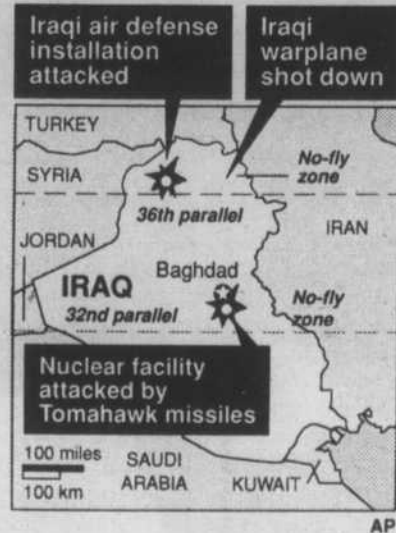 Iraqi air defense
installation
attacked
Iraqi
warplane
shot down
TURKEY
SYRIA
No-fly
zone
36th parallel
IRAN
JORDAN
Baghdad
IRAQ
32nd parallel
No-fly
zone
Nuclear facility
attacked by
Tomahawk missiles
100 miles
100 km
SAUDI
ARABIA
KUWAIT
AP